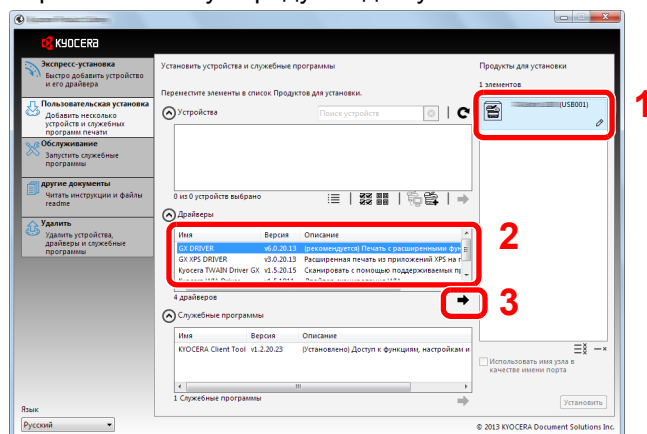 KYOCERA
Экспресс-установка
Быстро добавить устройство
и его драйвера
Пользовательская установка
Добавить несколько
устройств и служебных
программ печати
Обслуживание
Запустить служебные
программы
другие документы
Читать инструкции и файлы
readme
Удалить
Удалить устройства,
драйверы и служебные
программы
Язык
Русский
Установить устройства и служебные программы
Переместите элементы в список Продуктов для установки.
Устройства
Поиск устройств
0 из 0 устройств выбрано
Драйверы
Имя Версия Описание
GX DRIVER v6.0.20.13 (рекомендуется) Печать с расширенными фун
GX XPS DRIVER v3.0.20.13 Расширенная печать из приложений XPS на п
Kyocera TWAIN Driver GX v1.5.20.15 Сканировать с помощью поддерживаемых пр
4 драйверов
Служебные программы
Имя Версия Описание
KYOCERA Client Tool v1.2.20.23 (Установлено) Доступ к функциям, настройкам и
1 Служебные программы
Продукты для установки
1 элементов
(USB001)
Использовать имя узла в
качестве имени порта
Установить
© 2013 KYOCERA Document Solutions Inc.
1
2
3